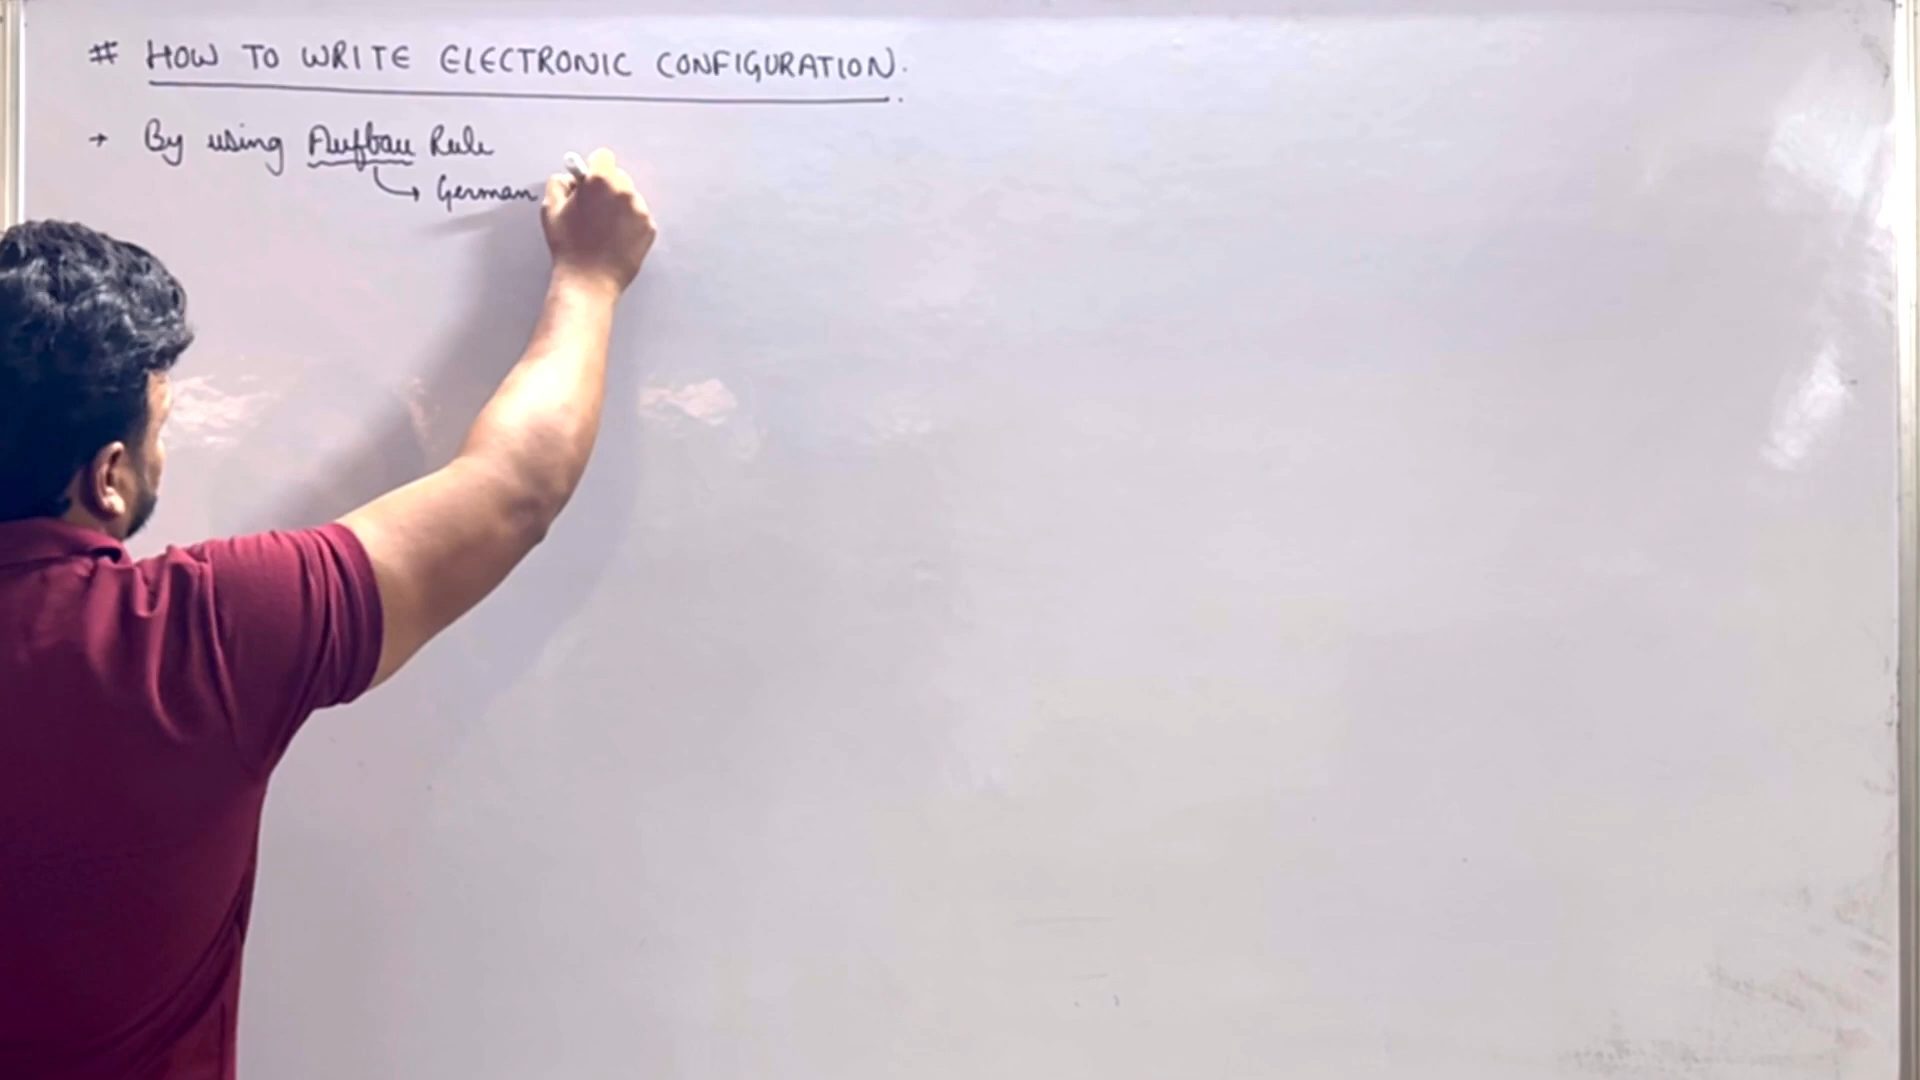 # HOW TO WRITE ELECTRONIC CONFIGURATION.
→ By using Aufbau Rule
↳ German